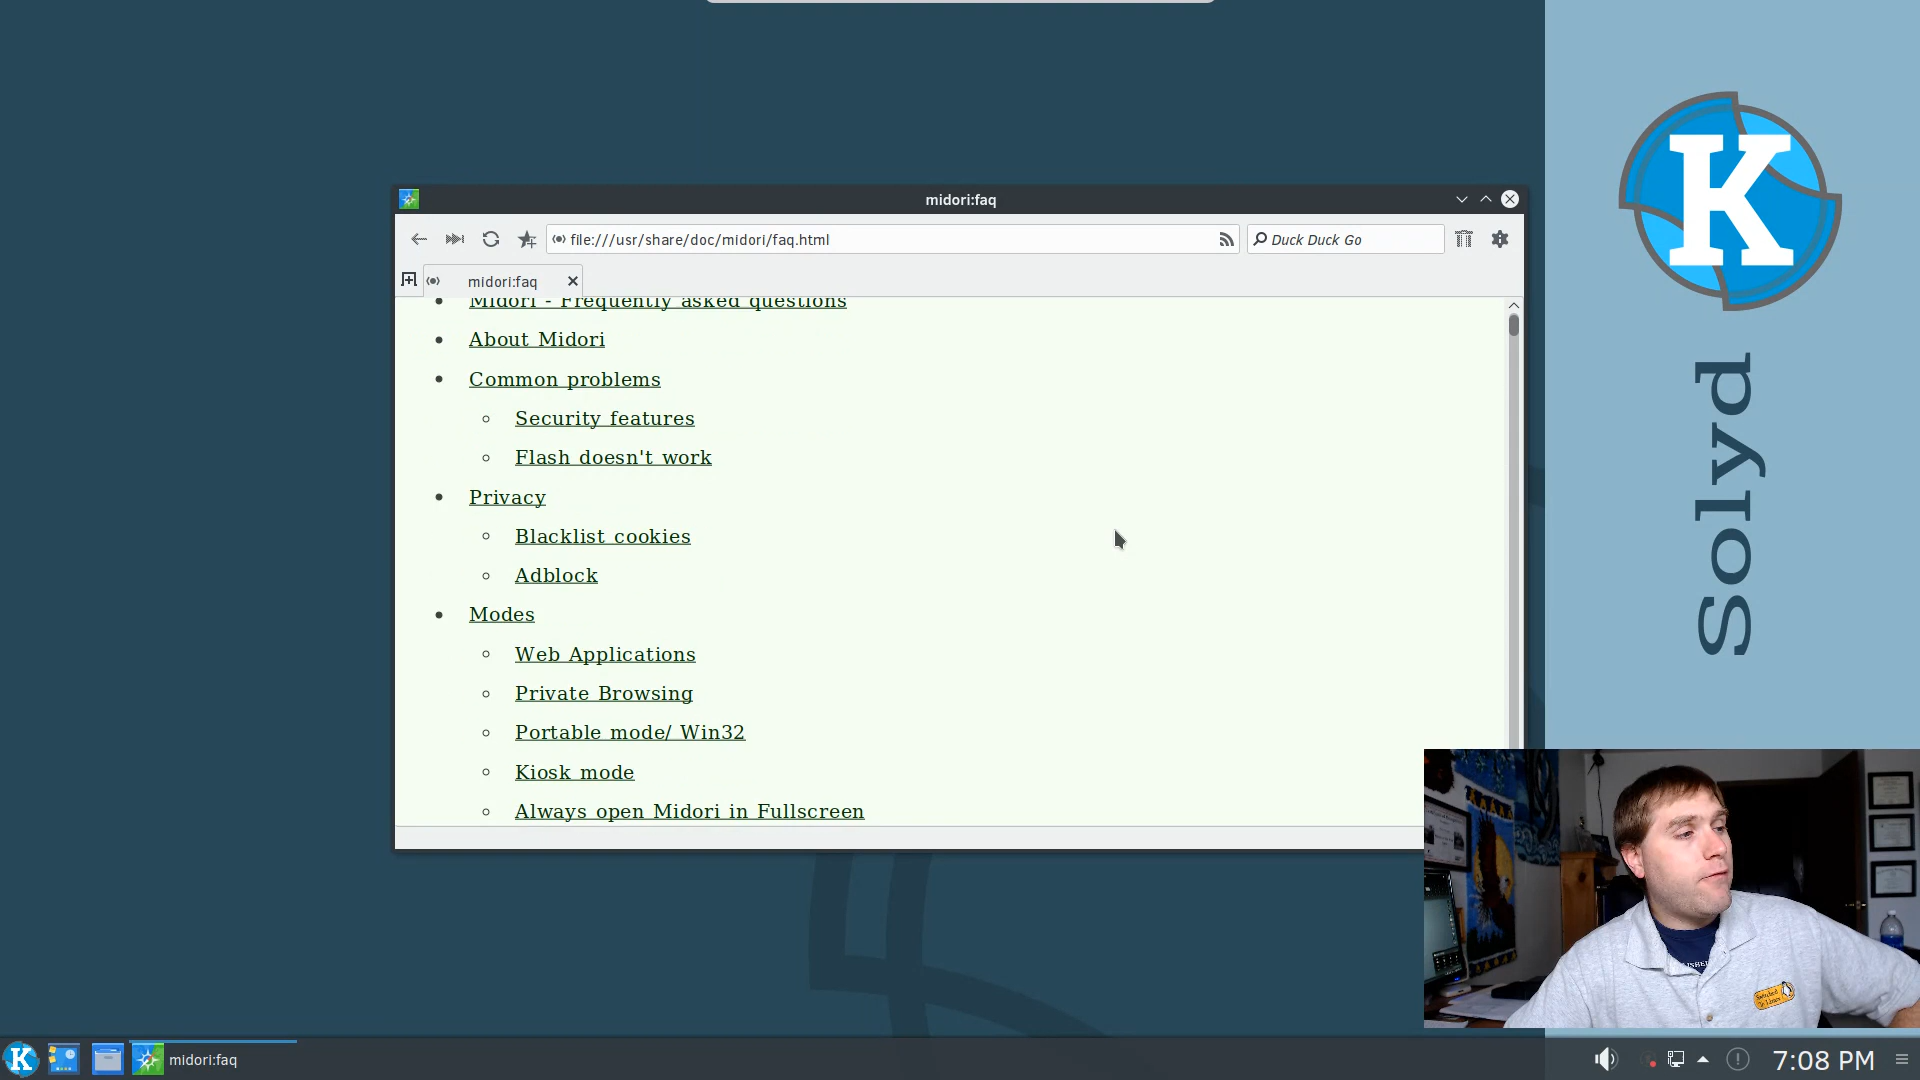 midori:faq
file:///usr/share/doc/midori/faq.html
Duck Duck Go
midori:faq
Midori - Frequently asked questions
About Midori
Common problems
Security features
Flash doesn't work
Privacy
Blacklist cookies
Adblock
Modes
Web Applications
Private Browsing
Portable mode/ Win32
Kiosk mode
Always open Midori in Fullscreen
K
Solyd
K
midori:faq
7:08 PM